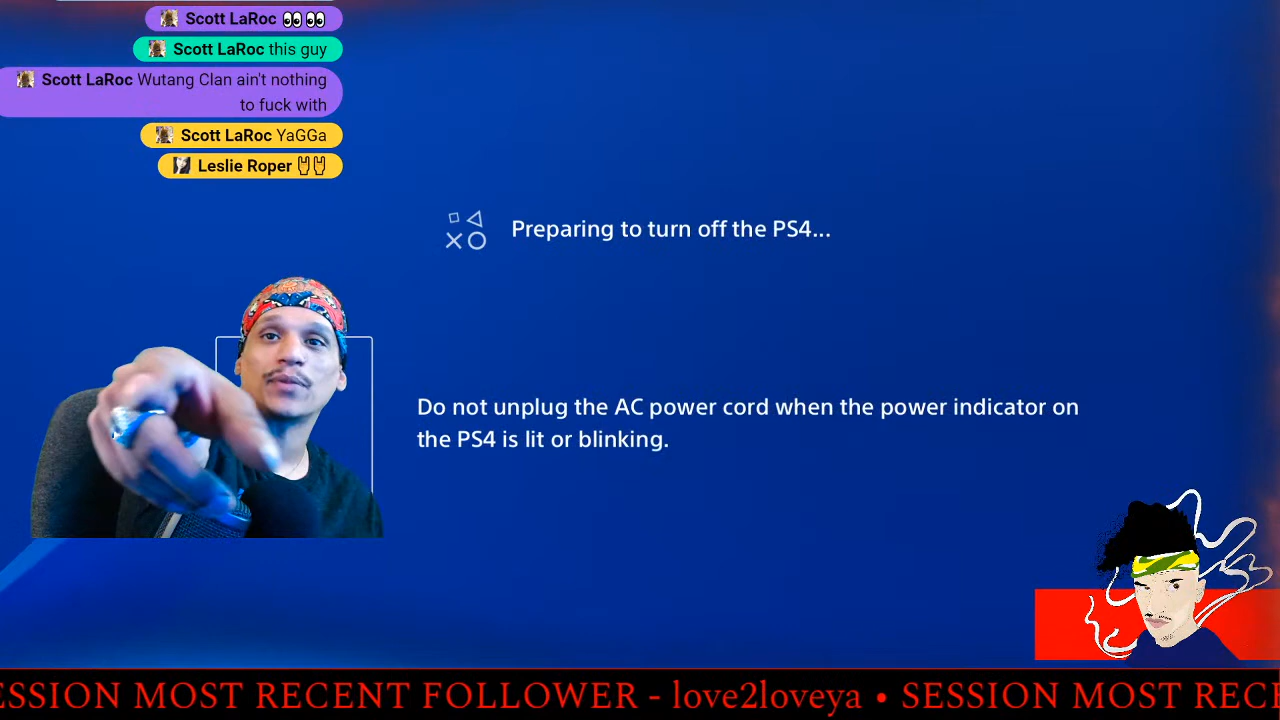 Scott LaRoc 👀👀
Scott LaRoc this guy
Scott LaRoc Wutang Clan ain't nothing
to fuck with
Scott LaRoc YaGGa
Leslie Roper 🤘🤘
Preparing to turn off the PS4...
Do not unplug the AC power cord when the power indicator on
the PS4 is lit or blinking.
ESSION MOST RECENT FOLLOWER - love2loveya • SESSION MOST RECE